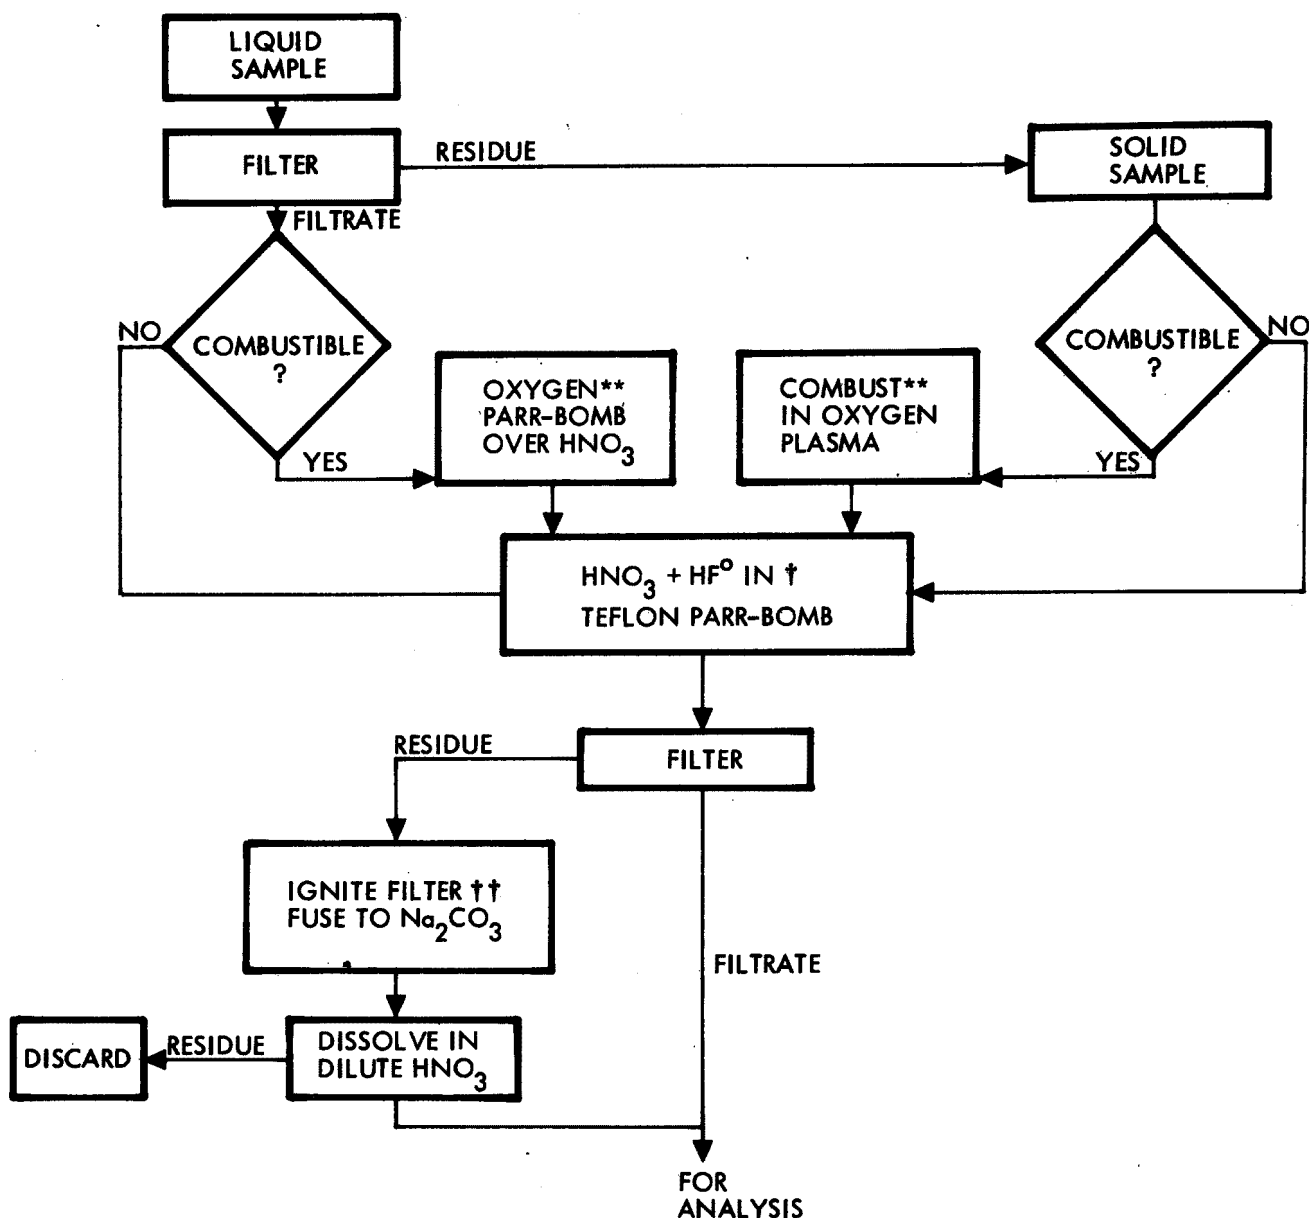 LIQUID
SAMPLE
FILTER
RESIDUE
SOLID
SAMPLE
FILTRATE
NO
COMBUSTIBLE
?
YES
OXYGEN**
PARR-BOMB
OVER HNO₃
COMBUST**
IN OXYGEN
PLASMA
COMBUSTIBLE
?
NO
YES
HNO₃ + HF° IN †
TEFLON PARR-BOMB
RESIDUE
FILTER
IGNITE FILTER ††
FUSE TO Na₂CO₃
FILTRATE
DISCARD
RESIDUE
DISSOLVE IN
DILUTE HNO₃
FOR
ANALYSIS